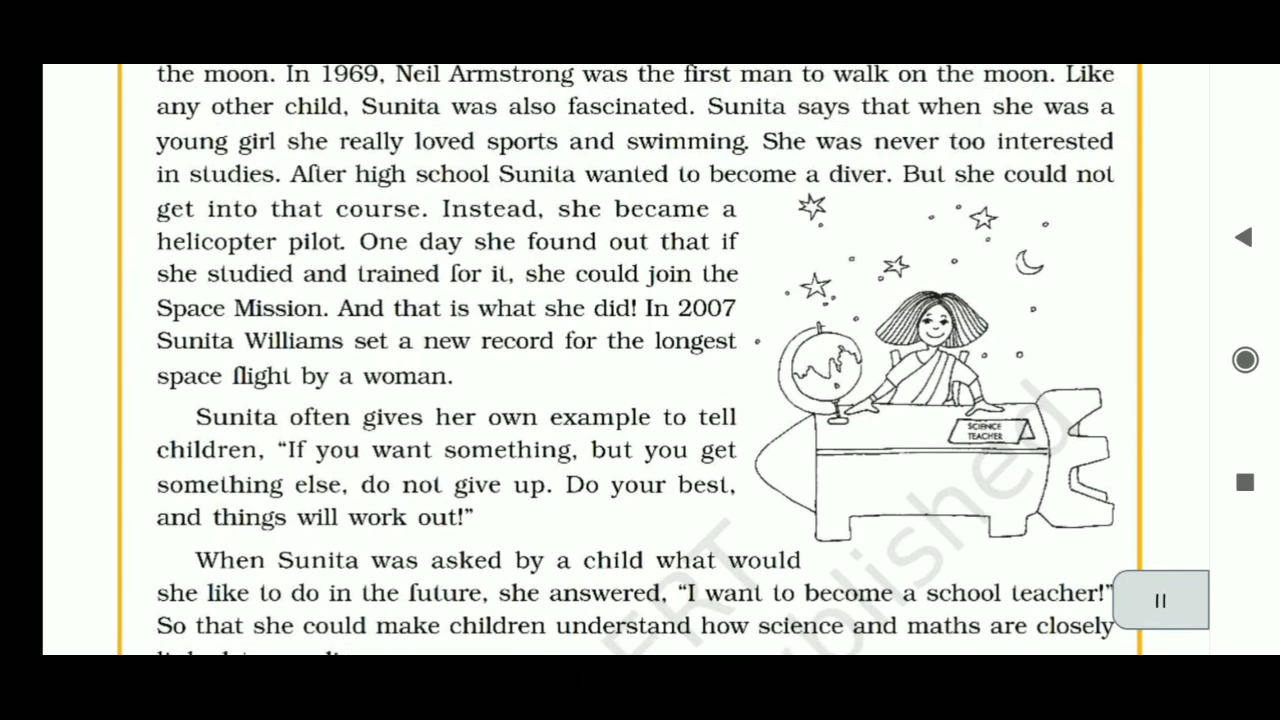 the moon. In 1969, Neil Armstrong was the first man to walk on the moon. Like
any other child, Sunita was also fascinated. Sunita says that when she was a
young girl she really loved sports and swimming. She was never too interested
in studies. After high school Sunita wanted to become a diver. But she could not
get into that course. Instead, she became a
helicopter pilot. One day she found out that if
she studied and trained for it, she could join the
Space Mission. And that is what she did! In 2007
Sunita Williams set a new record for the longest
space flight by a woman.
Sunita often gives her own example to tell
children, “If you want something, but you get
something else, do not give up. Do your best,
and things will work out!”
SCIENCE
TEACHER
When Sunita was asked by a child what would
she like to do in the future, she answered, “I want to become a school teacher!”
So that she could make children understand how science and maths are closely
ERT
blished